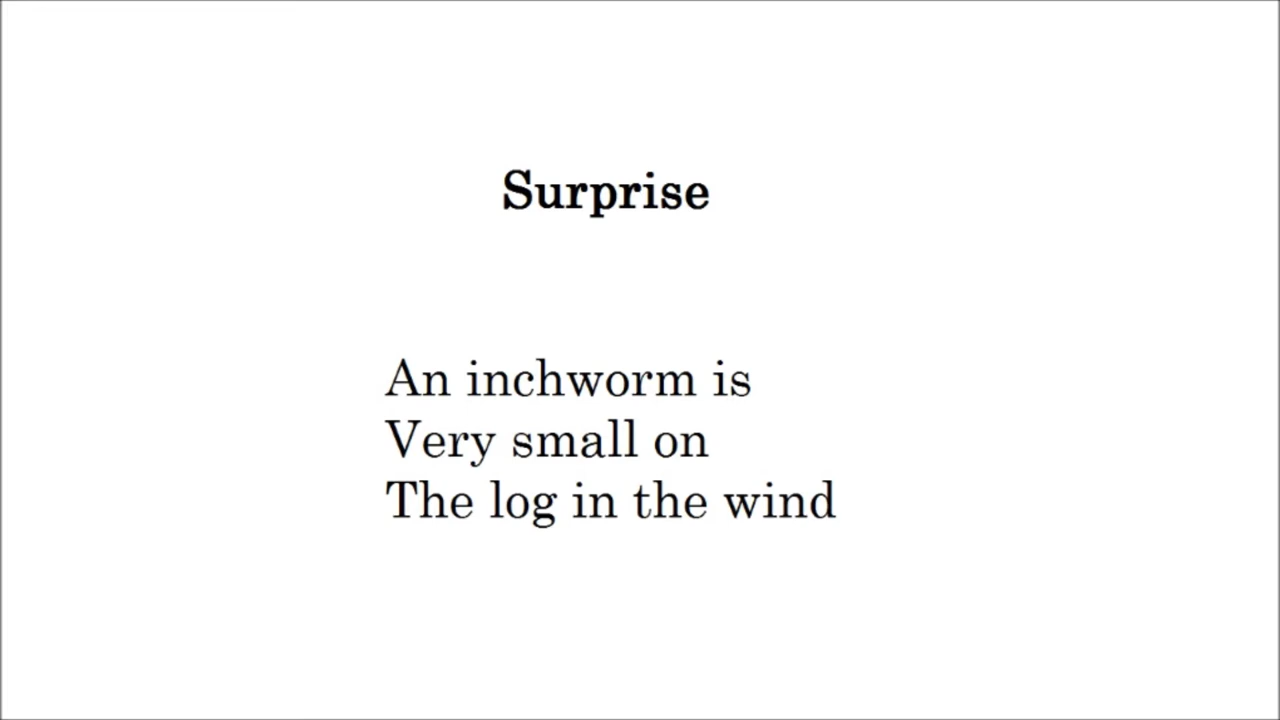 Surprise
An inchworm is
Very small on
The log in the wind